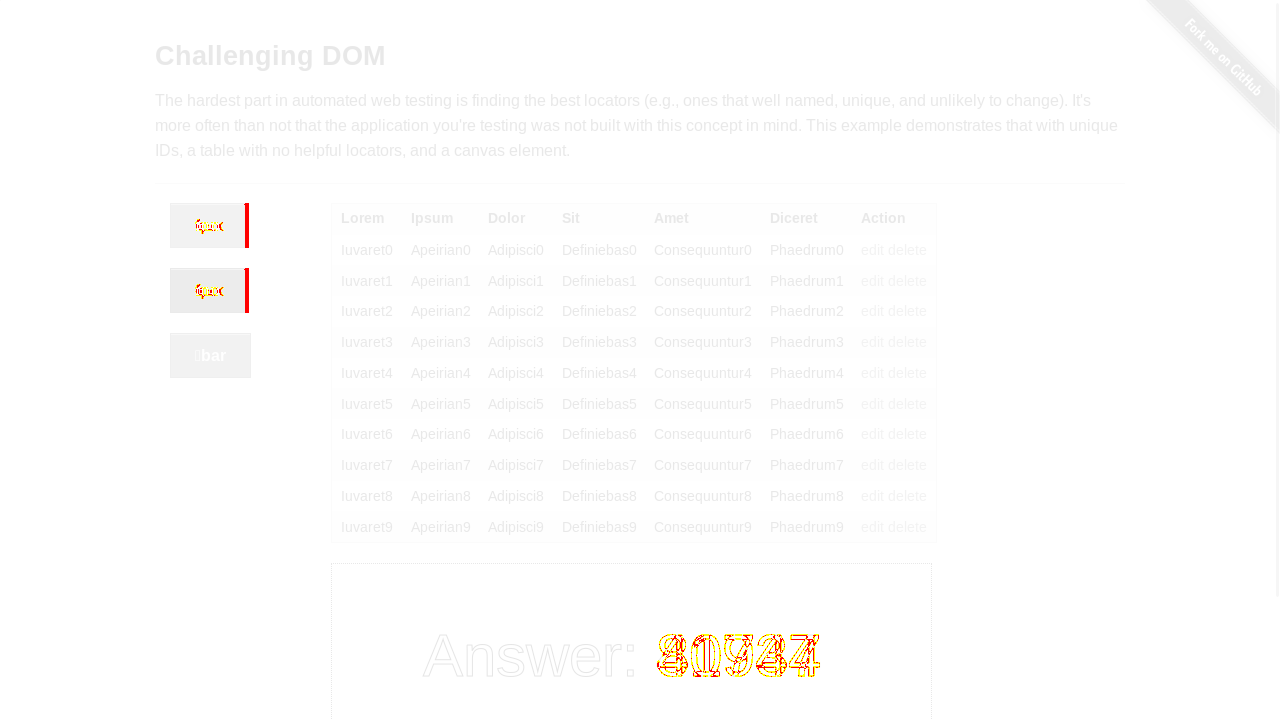 Fork me on GitHub
Challenging DOM
The hardest part in automated web testing is finding the best locators (e.g., ones that well named, unique, and unlikely to change). It's
more often than not that the application you're testing was not built with this concept in mind. This example demonstrates that with unique
IDs, a table with no helpful locators, and a canvas element.
bar
Lorem Ipsum Dolor Sit Amet Diceret Action
Iuvaret0 Apeirian0 Adipisci0 Definiebas0 Consequuntur0 Phaedrum0 edit delete
Iuvaret1 Apeirian1 Adipisci1 Definiebas1 Consequuntur1 Phaedrum1 edit delete
Iuvaret2 Apeirian2 Adipisci2 Definiebas2 Consequuntur2 Phaedrum2 edit delete
Iuvaret3 Apeirian3 Adipisci3 Definiebas3 Consequuntur3 Phaedrum3 edit delete
Iuvaret4 Apeirian4 Adipisci4 Definiebas4 Consequuntur4 Phaedrum4 edit delete
Iuvaret5 Apeirian5 Adipisci5 Definiebas5 Consequuntur5 Phaedrum5 edit delete
Iuvaret6 Apeirian6 Adipisci6 Definiebas6 Consequuntur6 Phaedrum6 edit delete
Iuvaret7 Apeirian7 Adipisci7 Definiebas7 Consequuntur7 Phaedrum7 edit delete
Iuvaret8 Apeirian8 Adipisci8 Definiebas8 Consequuntur8 Phaedrum8 edit delete
Iuvaret9 Apeirian9 Adipisci9 Definiebas9 Consequuntur9 Phaedrum9 edit delete
Answer: